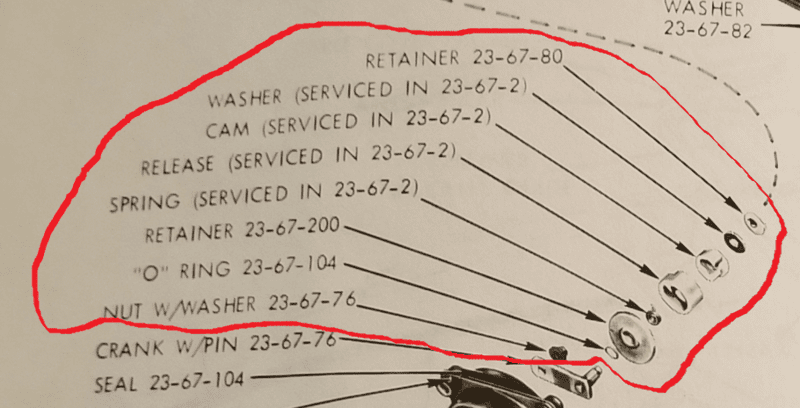 WASHER
23-67-82
RETAINER 23-67-80
WASHER (SERVICED IN 23-67-2)
CAM (SERVICED IN 23-67-2)
RELEASE (SERVICED IN 23-67-2)
SPRING (SERVICED IN 23-67-2)
RETAINER 23-67-200
"O" RING 23-67-104
NUT W/WASHER 23-67-76
CRANK W/PIN 23-67-76
SEAL 23-67-104